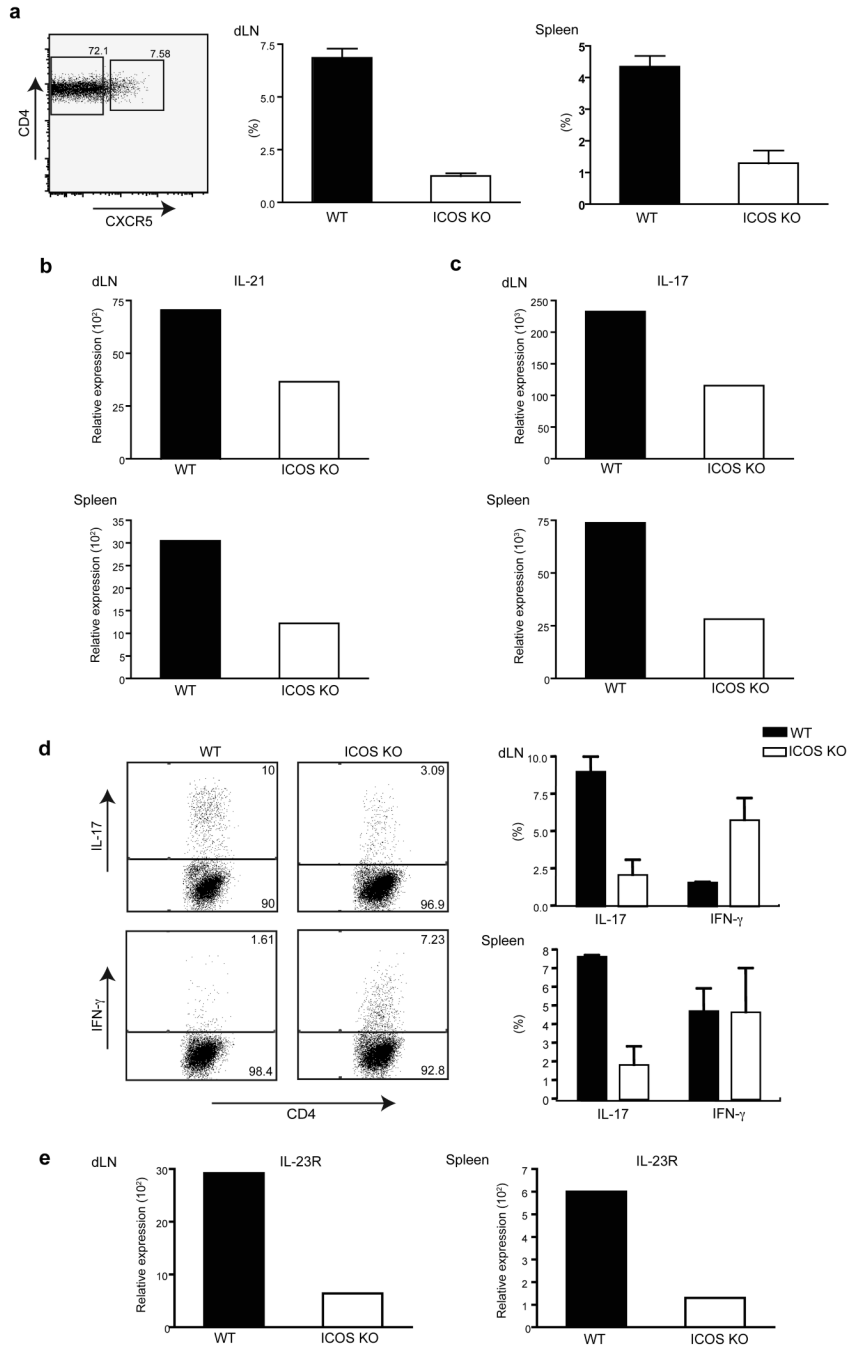 a
72.1
7.58
CD4
CXCR5
dLN
(%)
7.5
5.0
2.5
0.0
WT
ICOS KO
Spleen
(%)
5
4
3
2
1
0
WT
ICOS KO
b
dLN
IL-21
Relative expression (10²)
75
50
25
0
WT
ICOS KO
Spleen
Relative expression (10²)
35
30
25
20
15
10
5
0
WT
ICOS KO
c
dLN
IL-17
Relative expression (10³)
250
200
150
100
50
0
WT
ICOS KO
Spleen
Relative expression (10³)
75
50
25
0
WT
ICOS KO
d
WT
ICOS KO
IL-17
10
90
3.09
96.9
IFN-γ
1.61
98.4
7.23
92.8
CD4
WT
ICOS KO
dLN
(%)
10.0
7.5
5.0
2.5
0.0
IL-17
IFN-γ
Spleen
(%)
8
7
6
5
4
3
2
1
0
IL-17
IFN-γ
e
dLN
IL-23R
Relative expression (10²)
30
20
10
0
WT
ICOS KO
Spleen
IL-23R
Relative expression (10²)
7
6
5
4
3
2
1
0
WT
ICOS KO